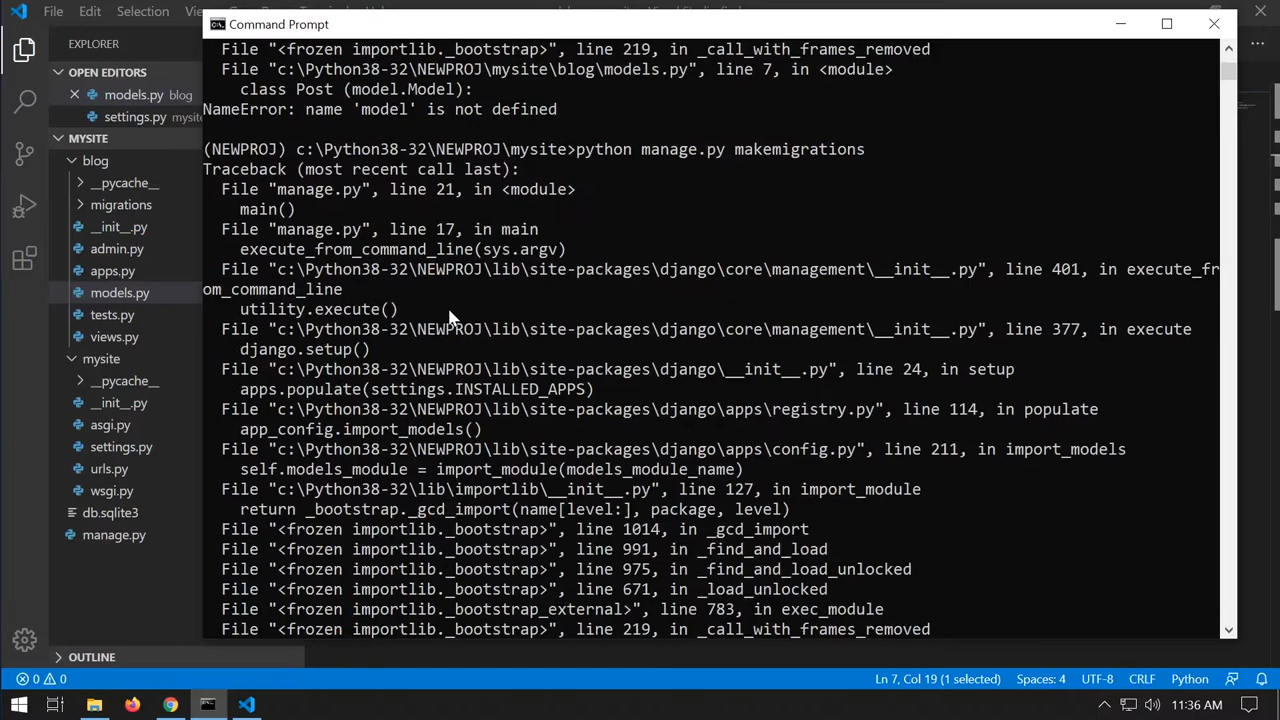 File Edit Selection
Command Prompt
EXPLORER
OPEN EDITORS
models.py blog
settings.py mysite
MYSITE
blog
__pycache__
migrations
__init__.py
admin.py
apps.py
models.py
tests.py
views.py
mysite
__pycache__
__init__.py
asgi.py
settings.py
urls.py
wsgi.py
db.sqlite3
manage.py
OUTLINE
File "<frozen importlib._bootstrap>", line 219, in _call_with_frames_removed
File "c:\Python38-32\NEWPROJ\mysite\blog\models.py", line 7, in <module>
class Post (model.Model):
NameError: name 'model' is not defined
(NEWPROJ) c:\Python38-32\NEWPROJ\mysite>python manage.py makemigrations
Traceback (most recent call last):
File "manage.py", line 21, in <module>
main()
File "manage.py", line 17, in main
execute_from_command_line(sys.argv)
File "c:\Python38-32\NEWPROJ\lib\site-packages\django\core\management\__init__.py", line 401, in execute_fr
om_command_line
utility.execute()
File "c:\Python38-32\NEWPROJ\lib\site-packages\django\core\management\__init__.py", line 377, in execute
django.setup()
File "c:\Python38-32\NEWPROJ\lib\site-packages\django\__init__.py", line 24, in setup
apps.populate(settings.INSTALLED_APPS)
File "c:\Python38-32\NEWPROJ\lib\site-packages\django\apps\registry.py", line 114, in populate
app_config.import_models()
File "c:\Python38-32\NEWPROJ\lib\site-packages\django\apps\config.py", line 211, in import_models
self.models_module = import_module(models_module_name)
File "c:\Python38-32\lib\importlib\__init__.py", line 127, in import_module
return _bootstrap._gcd_import(name[level:], package, level)
File "<frozen importlib._bootstrap>", line 1014, in _gcd_import
File "<frozen importlib._bootstrap>", line 991, in _find_and_load
File "<frozen importlib._bootstrap>", line 975, in _find_and_load_unlocked
File "<frozen importlib._bootstrap>", line 671, in _load_unlocked
File "<frozen importlib._bootstrap_external>", line 783, in exec_module
File "<frozen importlib._bootstrap>", line 219, in _call_with_frames_removed
0 0 Ln 7, Col 19 (1 selected) Spaces: 4 UTF-8 CRLF Python
11:36 AM